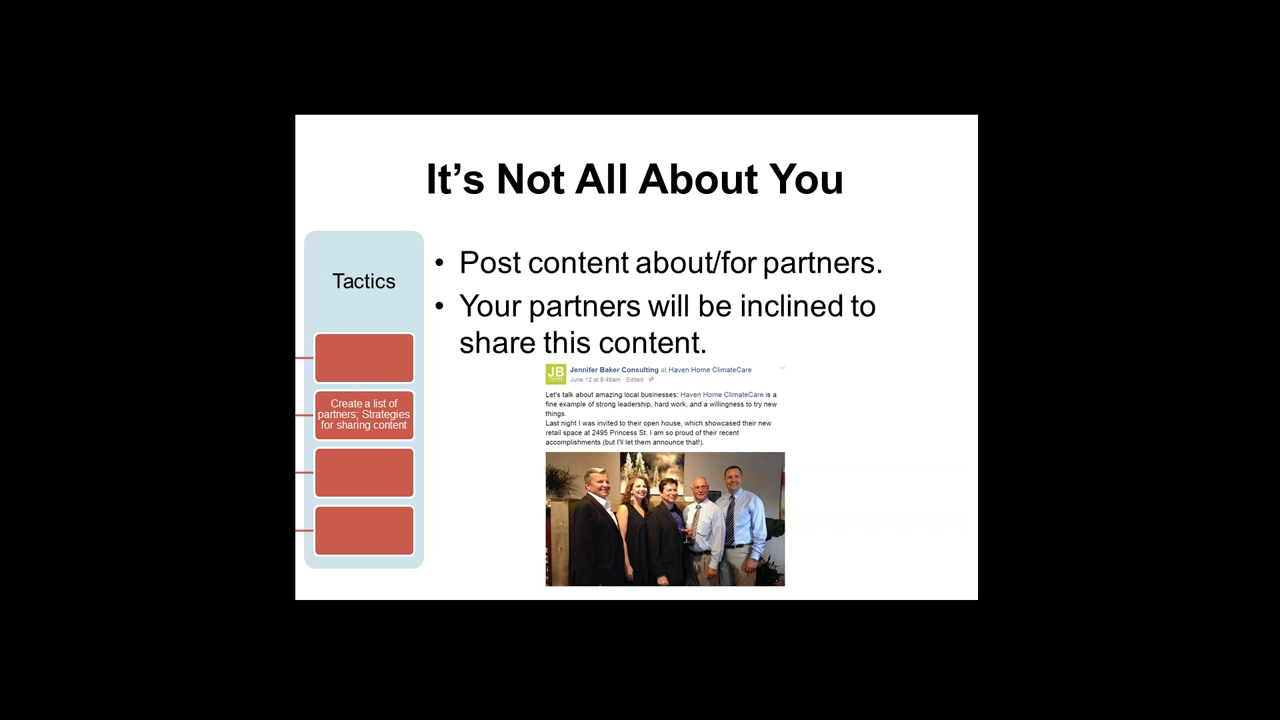 It's Not All About You
Tactics
Create a list of
partners; Strategies
for sharing content
• Post content about/for partners.
• Your partners will be inclined to
share this content.
JB
Jennifer Baker Consulting at Haven Home ClimateCare
June 12 at 8:49am · Edited ·
Let's talk about amazing local businesses: Haven Home ClimateCare is a
fine example of strong leadership, hard work, and a willingness to try new
things.
Last night I was invited to their open house, which showcased their new
retail space at 2495 Princess St. I am so proud of their recent
accomplishments (but I'll let them announce that!).